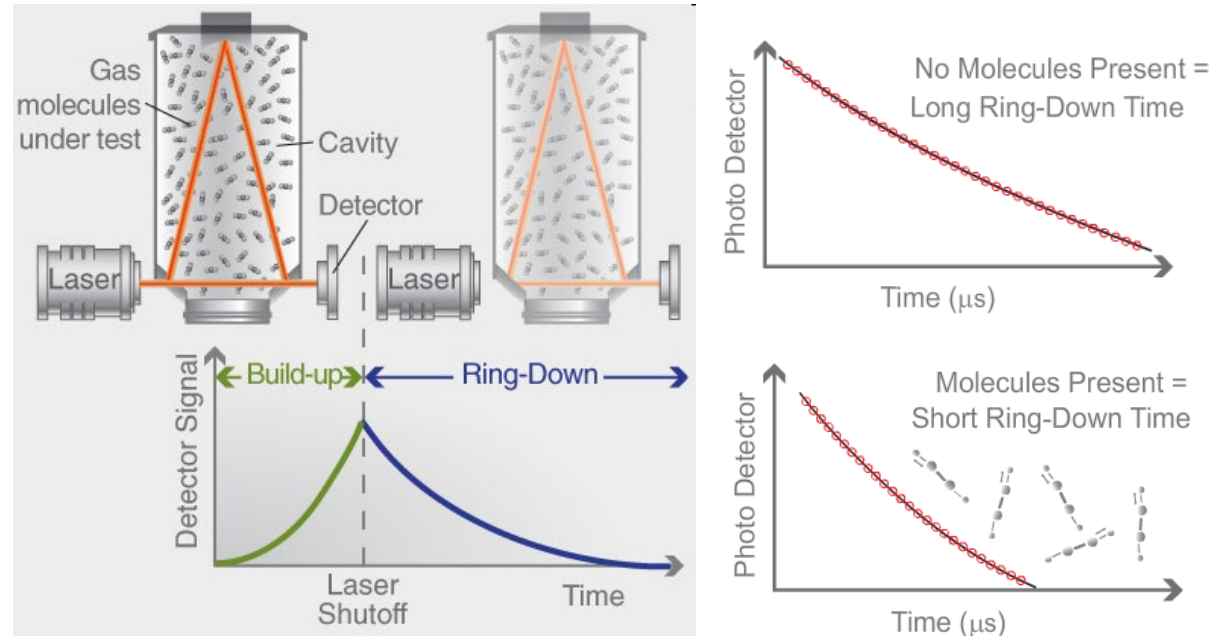 Gas
molecules
under test
Cavity
Detector
Laser
Laser
Build-up
Ring-Down
Detector Signal
Laser
Shutoff
Time
No Molecules Present =
Long Ring-Down Time
Photo Detector
Time (μs)
Molecules Present =
Short Ring-Down Time
Photo Detector
Time (μs)